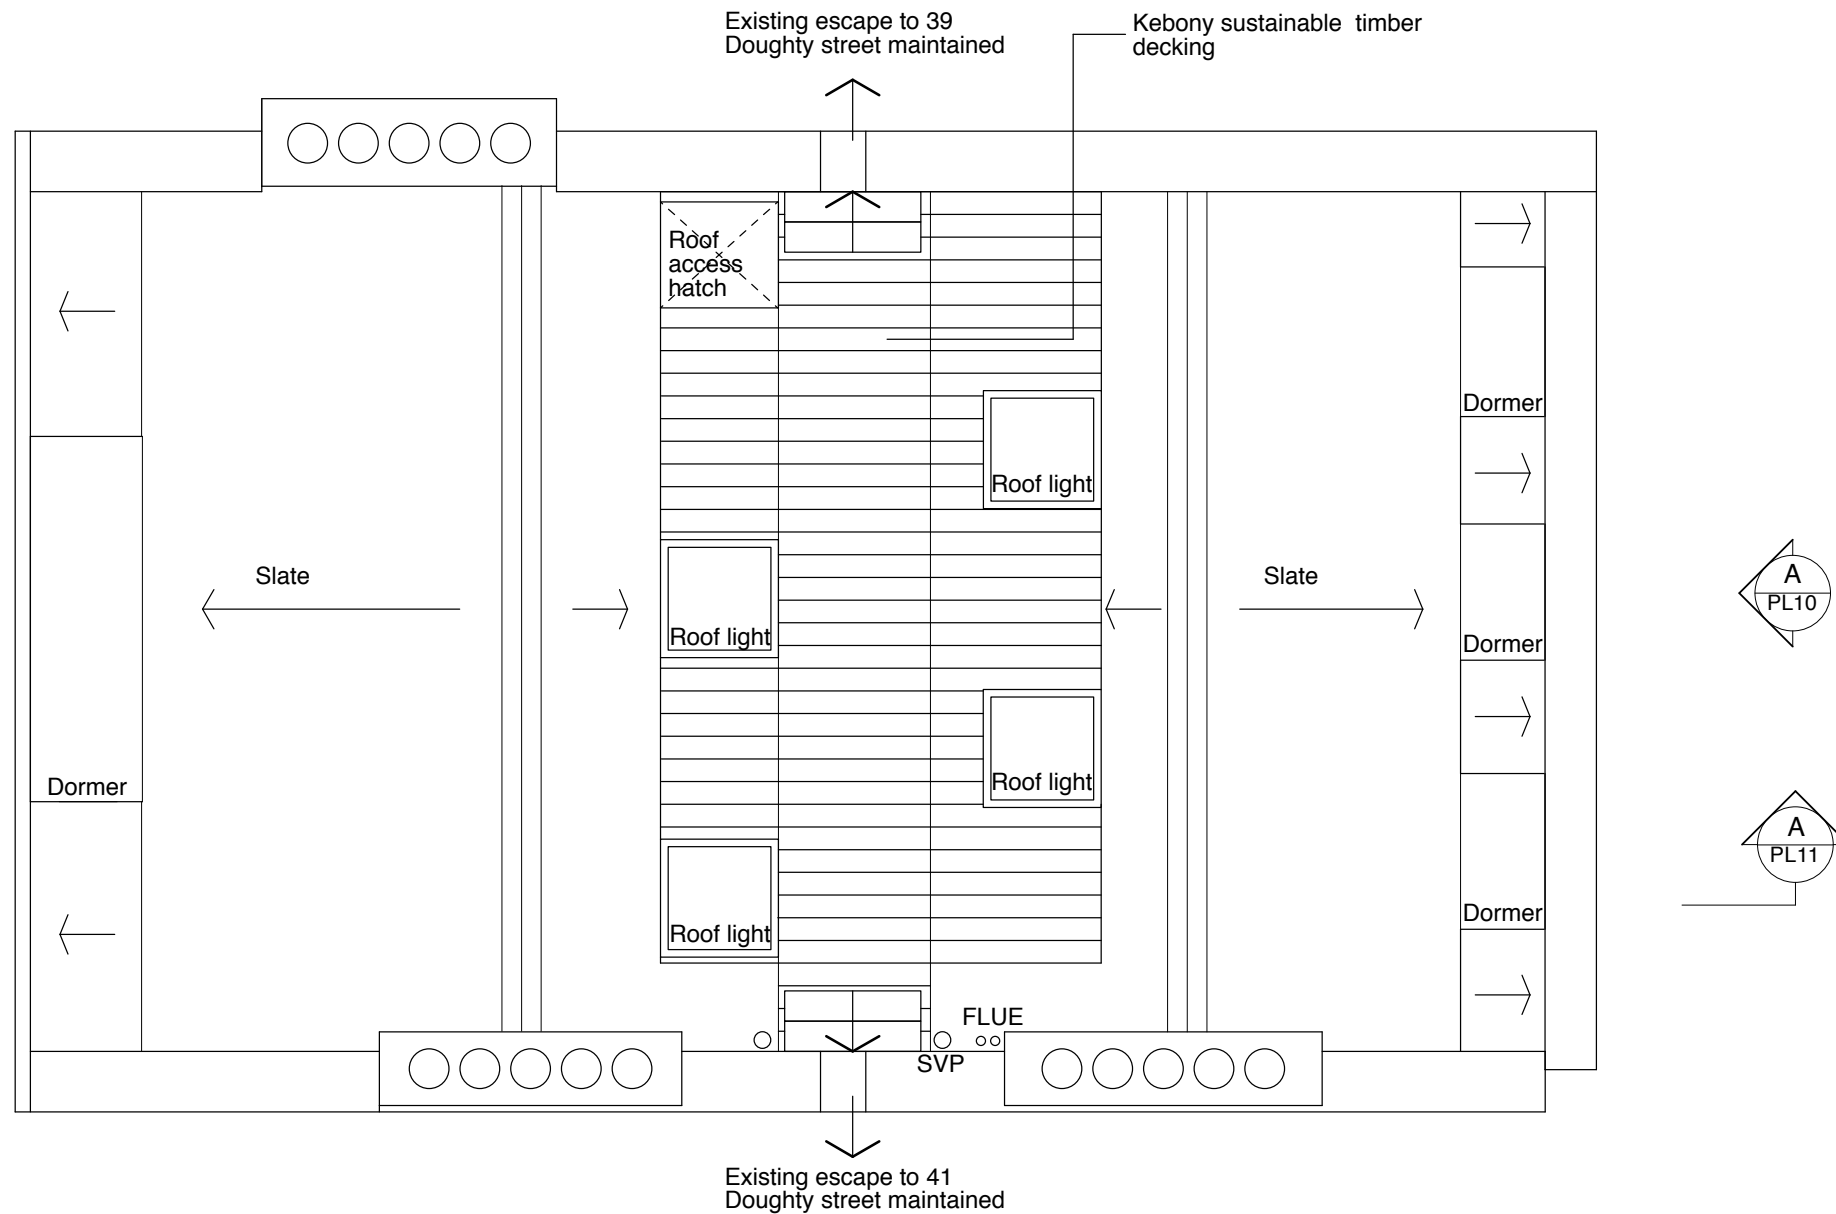 Existing escape to 39
Doughty street maintained
Kebony sustainable timber
decking
Roof
access
hatch
Dormer
Roof light
Slate
Slate
A
PL10
Roof light
Dormer
Roof light
Dormer
A
PL11
Dormer
Roof light
FLUE
SVP
Existing escape to 41
Doughty street maintained